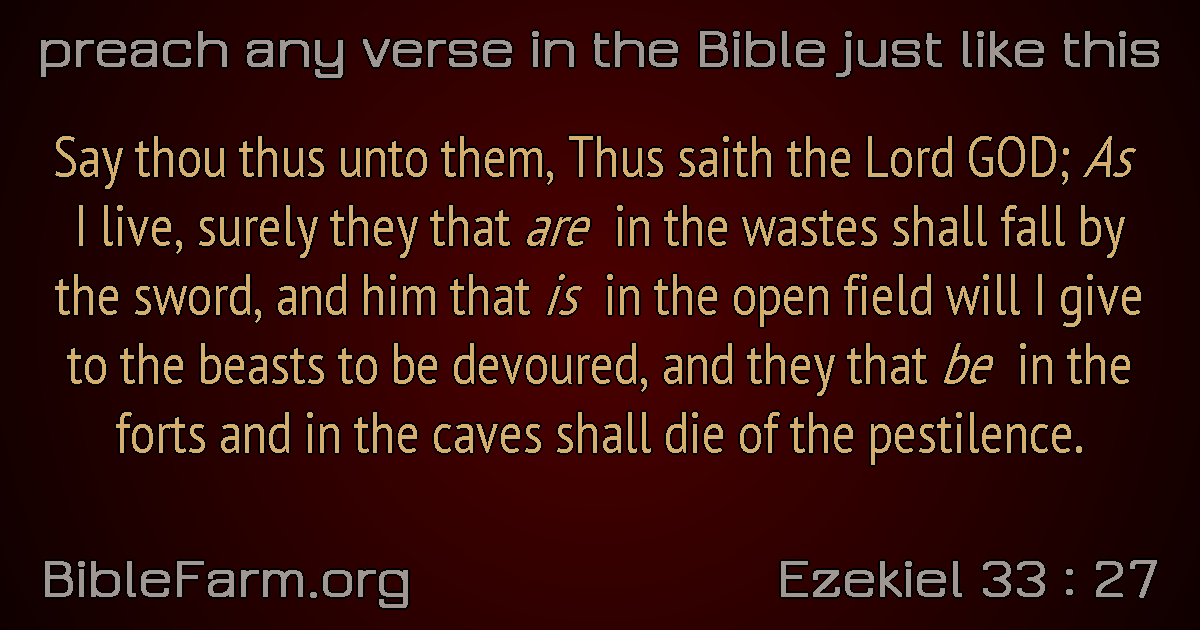 preach any verse in the Bible just like this
Say thou thus unto them, Thus saith the Lord GOD; As
I live, surely they that are in the wastes shall fall by
the sword, and him that is in the open field will I give
to the beasts to be devoured, and they that be in the
forts and in the caves shall die of the pestilence.
BibleFarm.org
Ezekiel 33 : 27